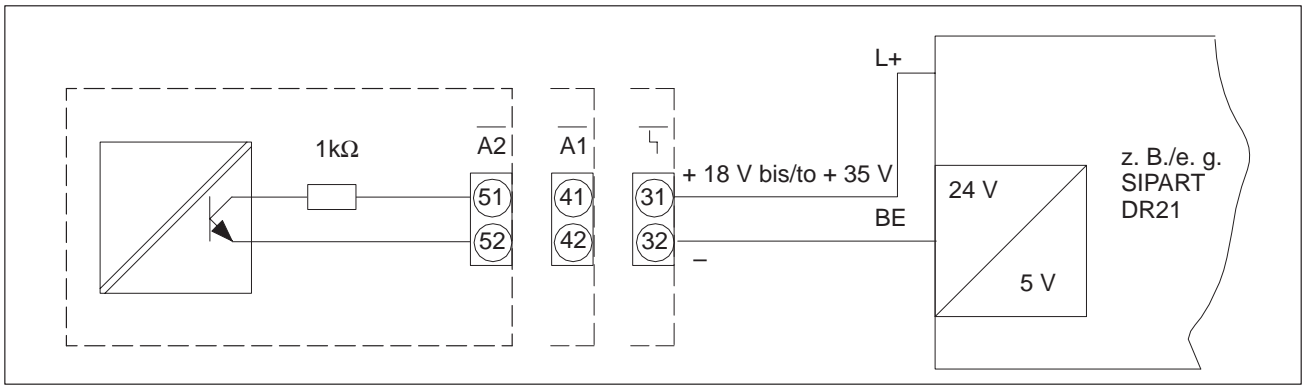 L+
1kΩ
A2
A1
z. B./e. g.
SIPART
DR21
+ 18 V bis/to + 35 V
51
41
31
24 V
BE
52
42
32
–
5 V